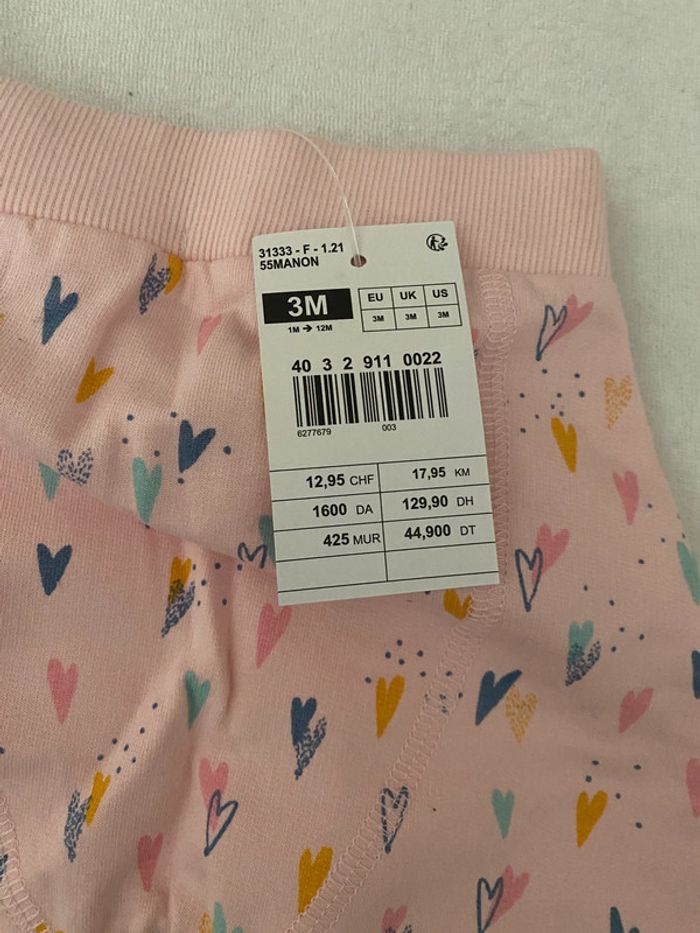 31333 - F - 1.21
55MANON
3M
1M → 12M
EU UK US
3M 3M 3M
40 3 2 911 0022
6277679 003
12,95 CHF 17,95 KM
1600 DA 129,90 DH
425 MUR 44,900 DT